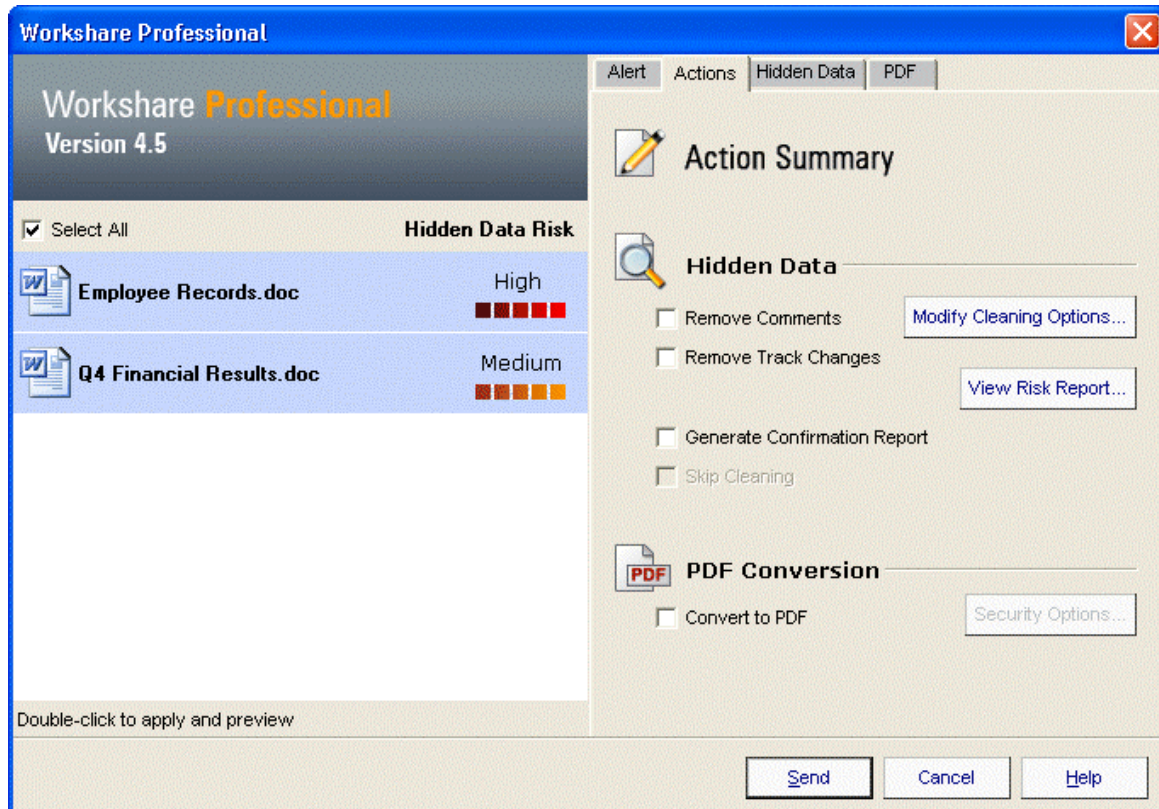 Workshare Professional
Workshare Professional
Version 4.5
Select All
Hidden Data Risk
W
Employee Records.doc
High
W
Q4 Financial Results.doc
Medium
Double-click to apply and preview
Alert
Actions
Hidden Data
PDF
Action Summary
Hidden Data
Remove Comments
Modify Cleaning Options...
Remove Track Changes
View Risk Report...
Generate Confirmation Report
Skip Cleaning
PDF
PDF Conversion
Convert to PDF
Security Options...
Send
Cancel
Help